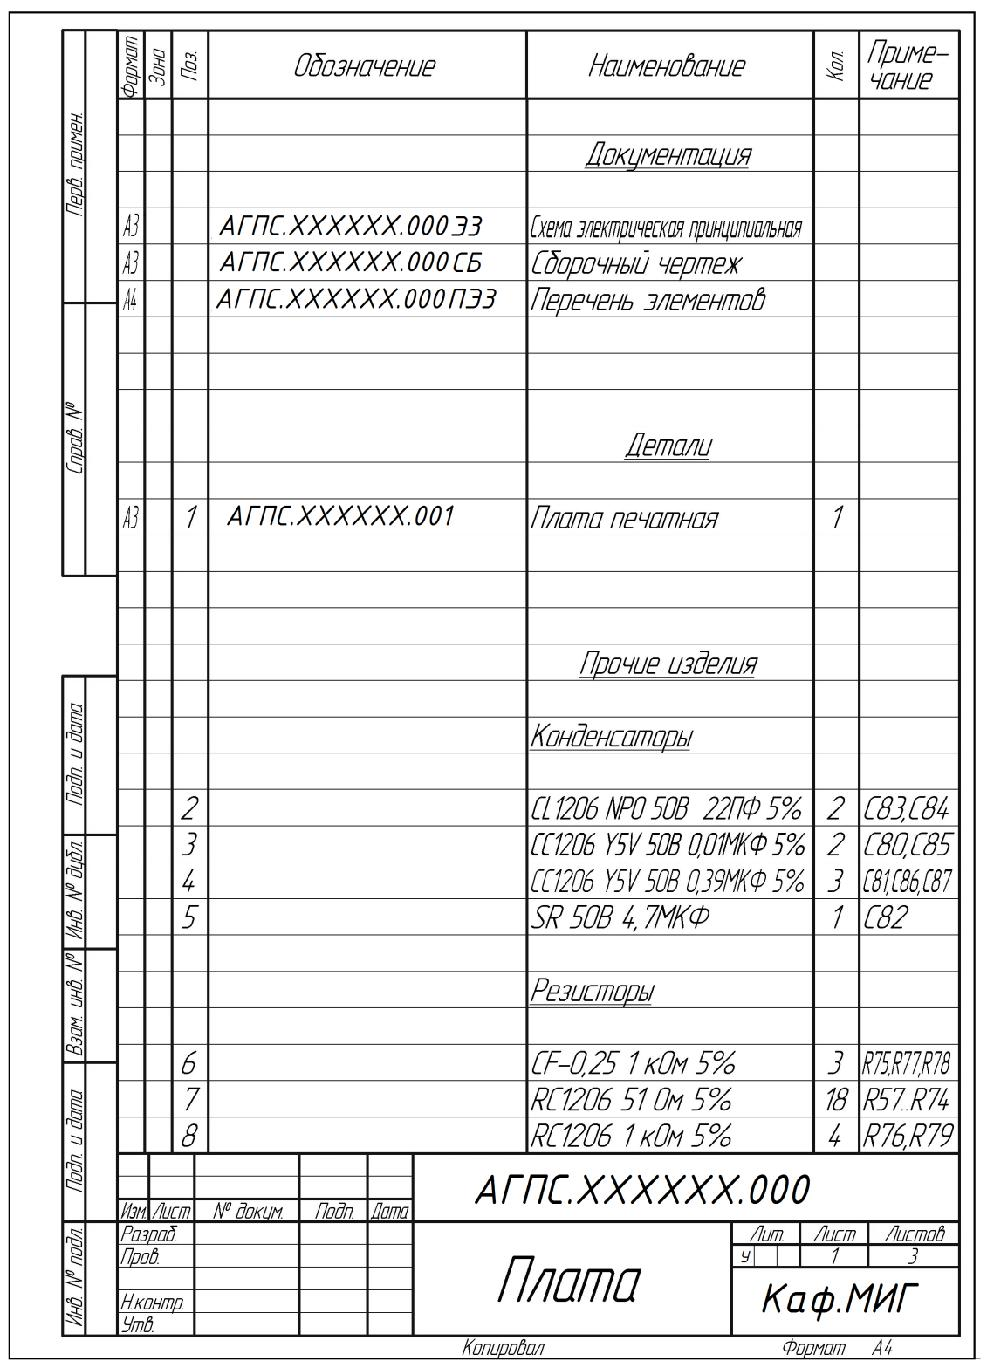 Формат Зона Поз. Обозначение Наименование Кол. Приме-
чание
Перв. примен.
Документация
А3 АГПС.ХХХХХХ.000 Э3 Схема электрическая принципиальная
А3 АГПС.ХХХХХХ.000 СБ Сборочный чертеж
А4 АГПС.ХХХХХХ.000 ПЭ3 Перечень элементов
Справ. №
Детали
А3 1 АГПС.ХХХХХХ.001 Плата печатная 1
Прочие изделия
Подп. и дата
Конденсаторы
2 CL1206 NPO 50В 22ПФ 5% 2 C83,C84
3 CC1206 Y5V 50В 0,01МКФ 5% 2 C80,C85
4 CC1206 Y5V 50В 0,39МКФ 5% 3 C81,C86,C87
5 SR 50В 4,7МКФ 1 C82
Инв. № дубл.
Взам. инв. №
Резисторы
6 CF-0,25 1 кОм 5% 3 R75,R77,R78
7 RC1206 51 Ом 5% 18 R57..R74
8 RC1206 1 кОм 5% 4 R76,R79
Подп. и дата
АГПС.ХХХХХХ.000
Изм. Лист № докум. Подп. Дата
Инв. № подл.
Разраб.
Пров.
Н.контр.
Утв.
Плата
Лит. Лист Листов
у 1 3
Каф.МИГ
Копировал Формат А4